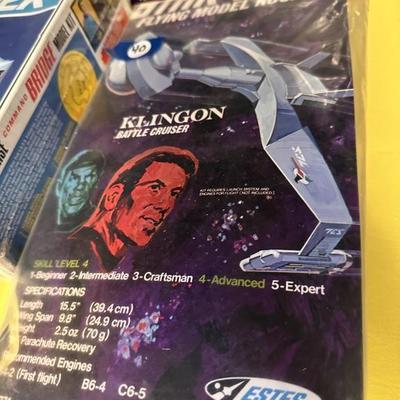 FLYING MODEL
40
COMMAND
BRIDGE
MODEL KIT
KLINGON
BATTLE CRUISER
KIT REQUIRES LAUNCH SYSTEM AND
ENGINES FOR FLIGHT (NOT INCLUDED.)
SKILL LEVEL 4
1-Beginner 2-Intermediate 3-Craftsman 4-Advanced 5-Expert
SPECIFICATIONS
Length 15.5" (39.4 cm)
Wing Span 9.8" (24.9 cm)
2.5 oz (70 g)
Parachute Recovery
Engines
(First flight) B6-4 C6-5
ESTES